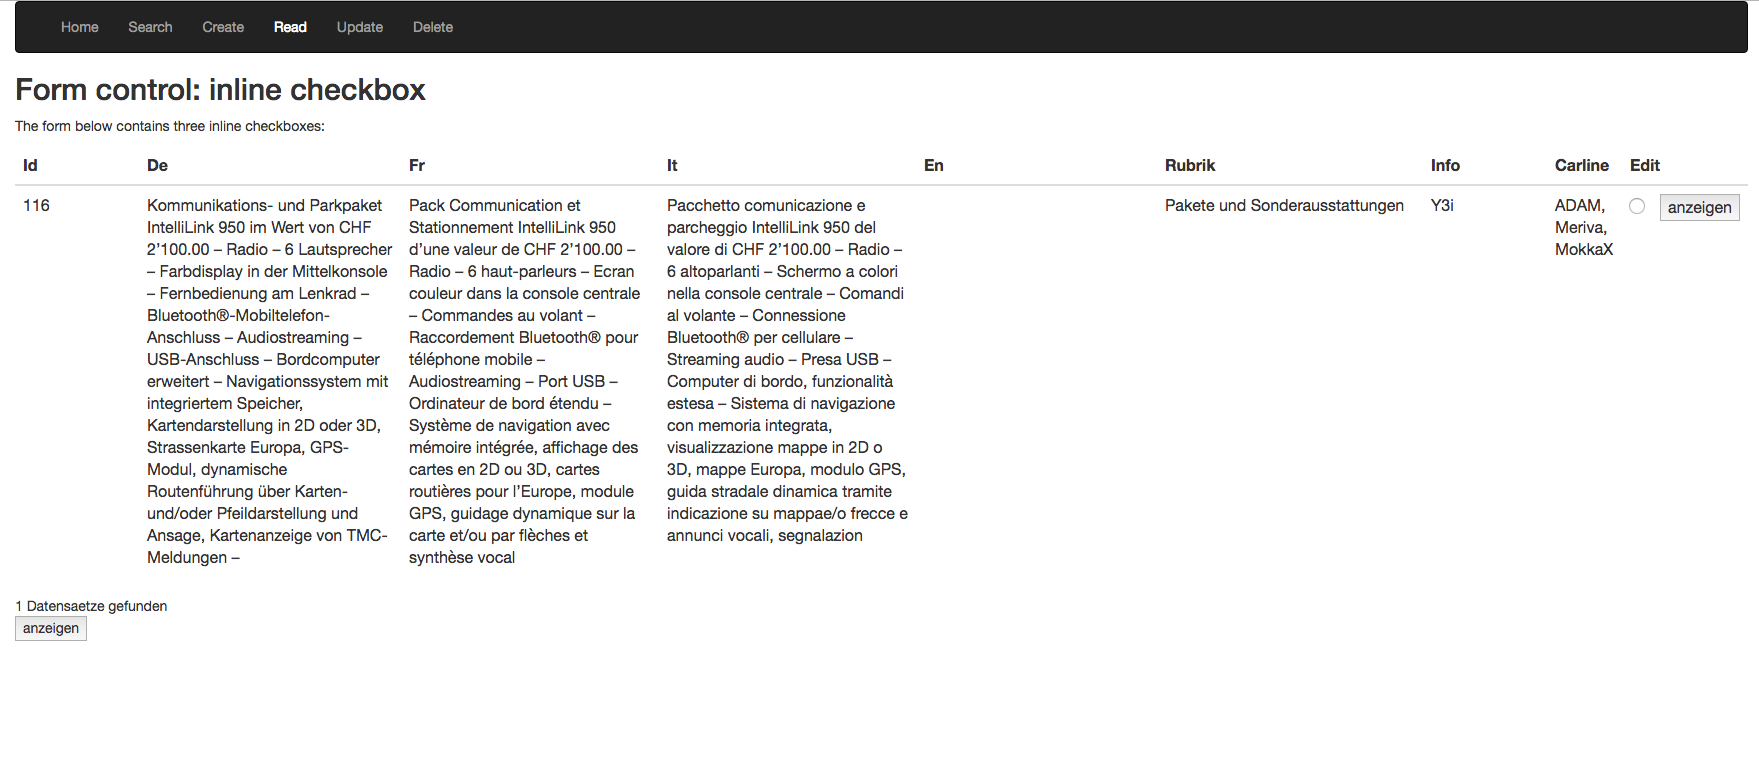 Home Search Create Read Update Delete
Form control: inline checkbox
The form below contains three inline checkboxes:
Id De Fr It En Rubrik Info Carline Edit
116
Kommunikations- und Parkpaket
IntelliLink 950 im Wert von CHF
2’100.00 – Radio – 6 Lautsprecher
– Farbdisplay in der Mittelkonsole
– Fernbedienung am Lenkrad –
Bluetooth®-Mobiltelefon-
Anschluss – Audiostreaming –
USB-Anschluss – Bordcomputer
erweitert – Navigationssystem mit
integriertem Speicher,
Kartendarstellung in 2D oder 3D,
Strassenkarte Europa, GPS-
Modul, dynamische
Routenführung über Karten-
und/oder Pfeildarstellung und
Ansage, Kartenanzeige von TMC-
Meldungen –
Pack Communication et
Stationnement IntelliLink 950
d’une valeur de CHF 2’100.00 –
Radio – 6 haut-parleurs – Ecran
couleur dans la console centrale
– Commandes au volant –
Raccordement Bluetooth® pour
téléphone mobile –
Audiostreaming – Port USB –
Ordinateur de bord étendu –
Système de navigation avec
mémoire intégrée, affichage des
cartes en 2D ou 3D, cartes
routières pour l’Europe, module
GPS, guidage dynamique sur la
carte et/ou par flèches et
synthèse vocal
Pacchetto comunicazione e
parcheggio IntelliLink 950 del
valore di CHF 2’100.00 – Radio –
6 altoparlanti – Schermo a colori
nella console centrale – Comandi
al volante – Connessione
Bluetooth® per cellulare –
Streaming audio – Presa USB –
Computer di bordo, funzionalità
estesa – Sistema di navigazione
con memoria integrata,
visualizzazione mappe in 2D o
3D, mappe Europa, modulo GPS,
guida stradale dinamica tramite
indicazione su mappae/o frecce e
annunci vocali, segnalazion
Pakete und Sonderausstattungen
Y3i
ADAM,
Meriva,
MokkaX
anzeigen
1 Datensaetze gefunden
anzeigen